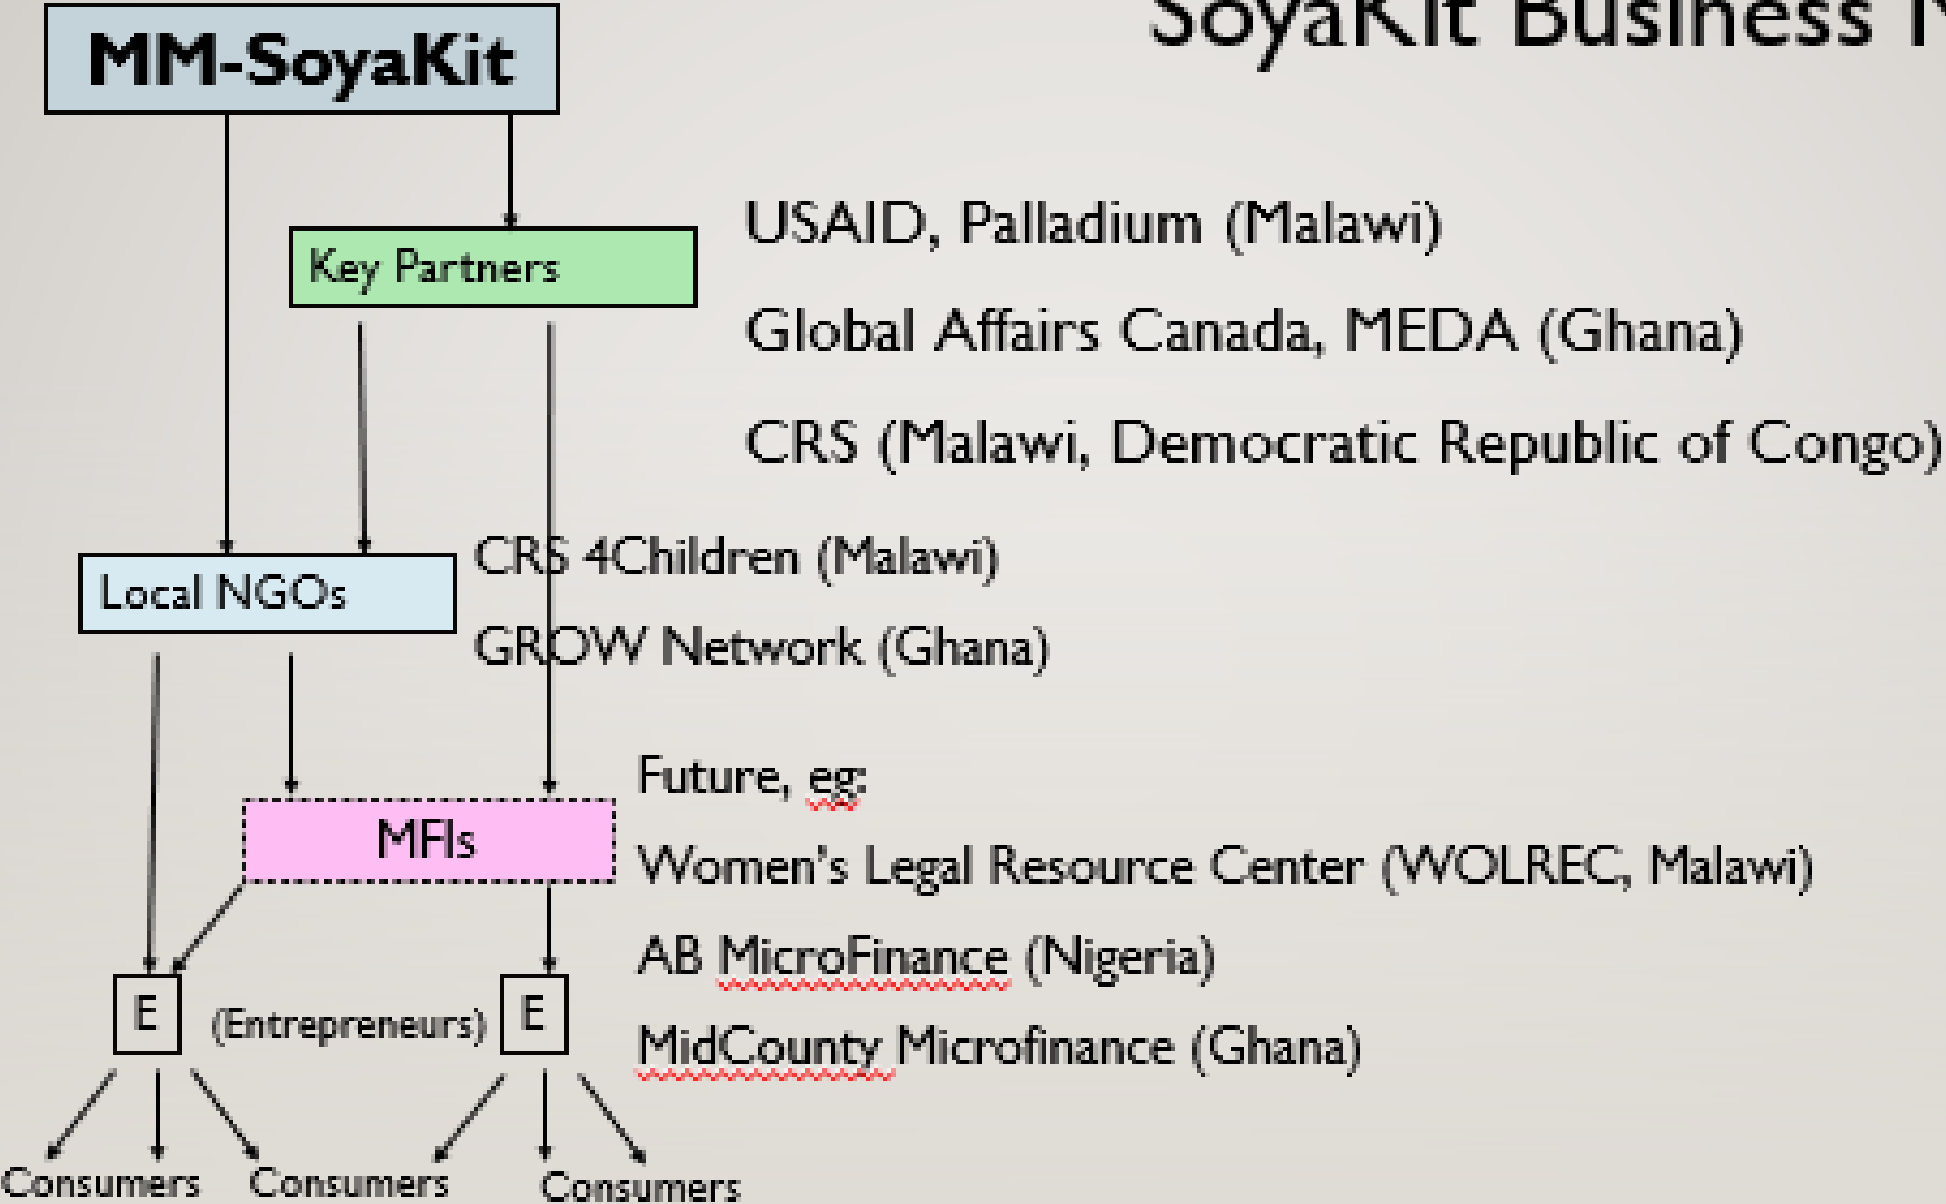 SoyaKit Business
MM-SoyaKit
USAID, Palladium (Malawi)
Key Partners
Global Affairs Canada, MEDA (Ghana)
CRS (Malawi, Democratic Republic of Congo)
CRS 4Children (Malawi)
Local NGOs
GROW Network (Ghana)
Future, eg:
MFIs
Women's Legal Resource Center (WOLREC, Malawi)
AB MicroFinance (Nigeria)
E (Entrepreneurs) E
MidCounty Microfinance (Ghana)
Consumers Consumers Consumers